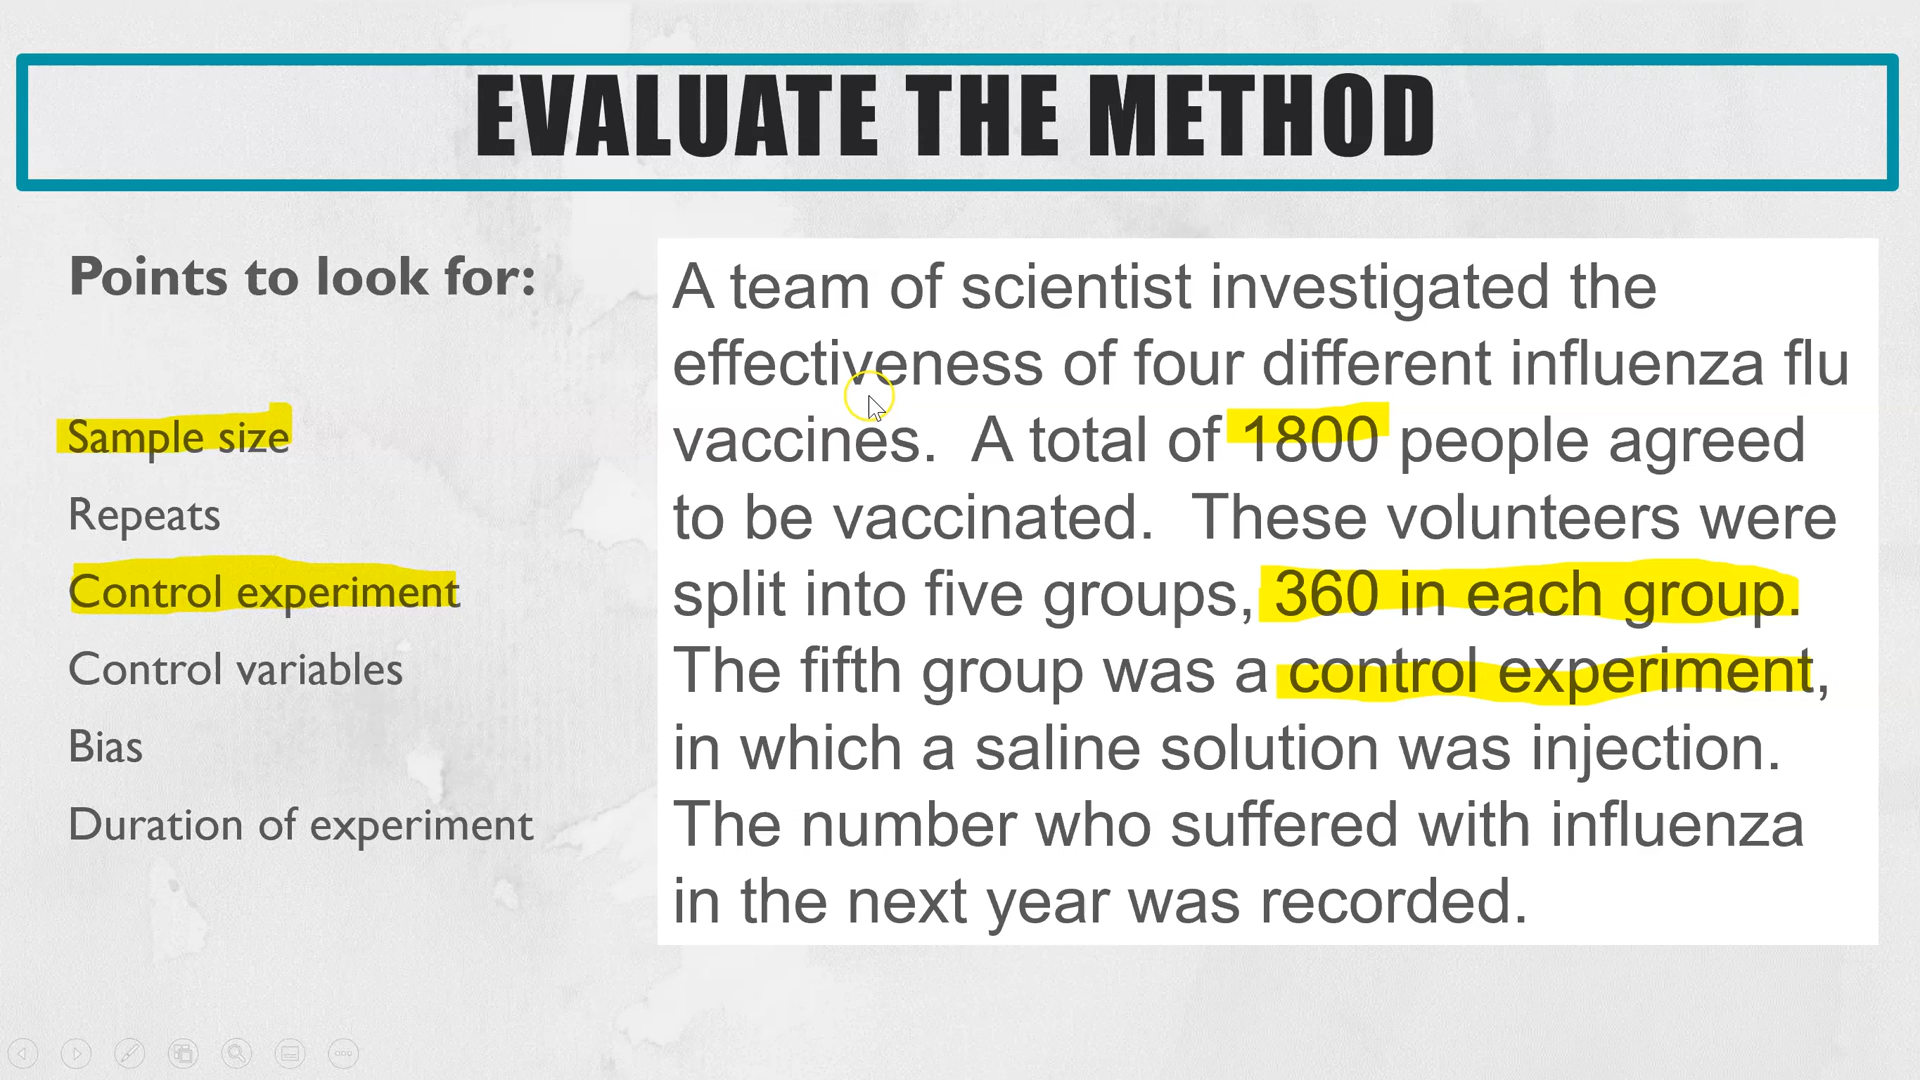 EVALUATE THE METHOD
Points to look for:
Sample size
Repeats
Control experiment
Control variables
Bias
Duration of experiment
A team of scientist investigated the
effectiveness of four different influenza flu
vaccines.  A total of 1800 people agreed
to be vaccinated.  These volunteers were
split into five groups, 360 in each group.
The fifth group was a control experiment,
in which a saline solution was injection.
The number who suffered with influenza
in the next year was recorded.